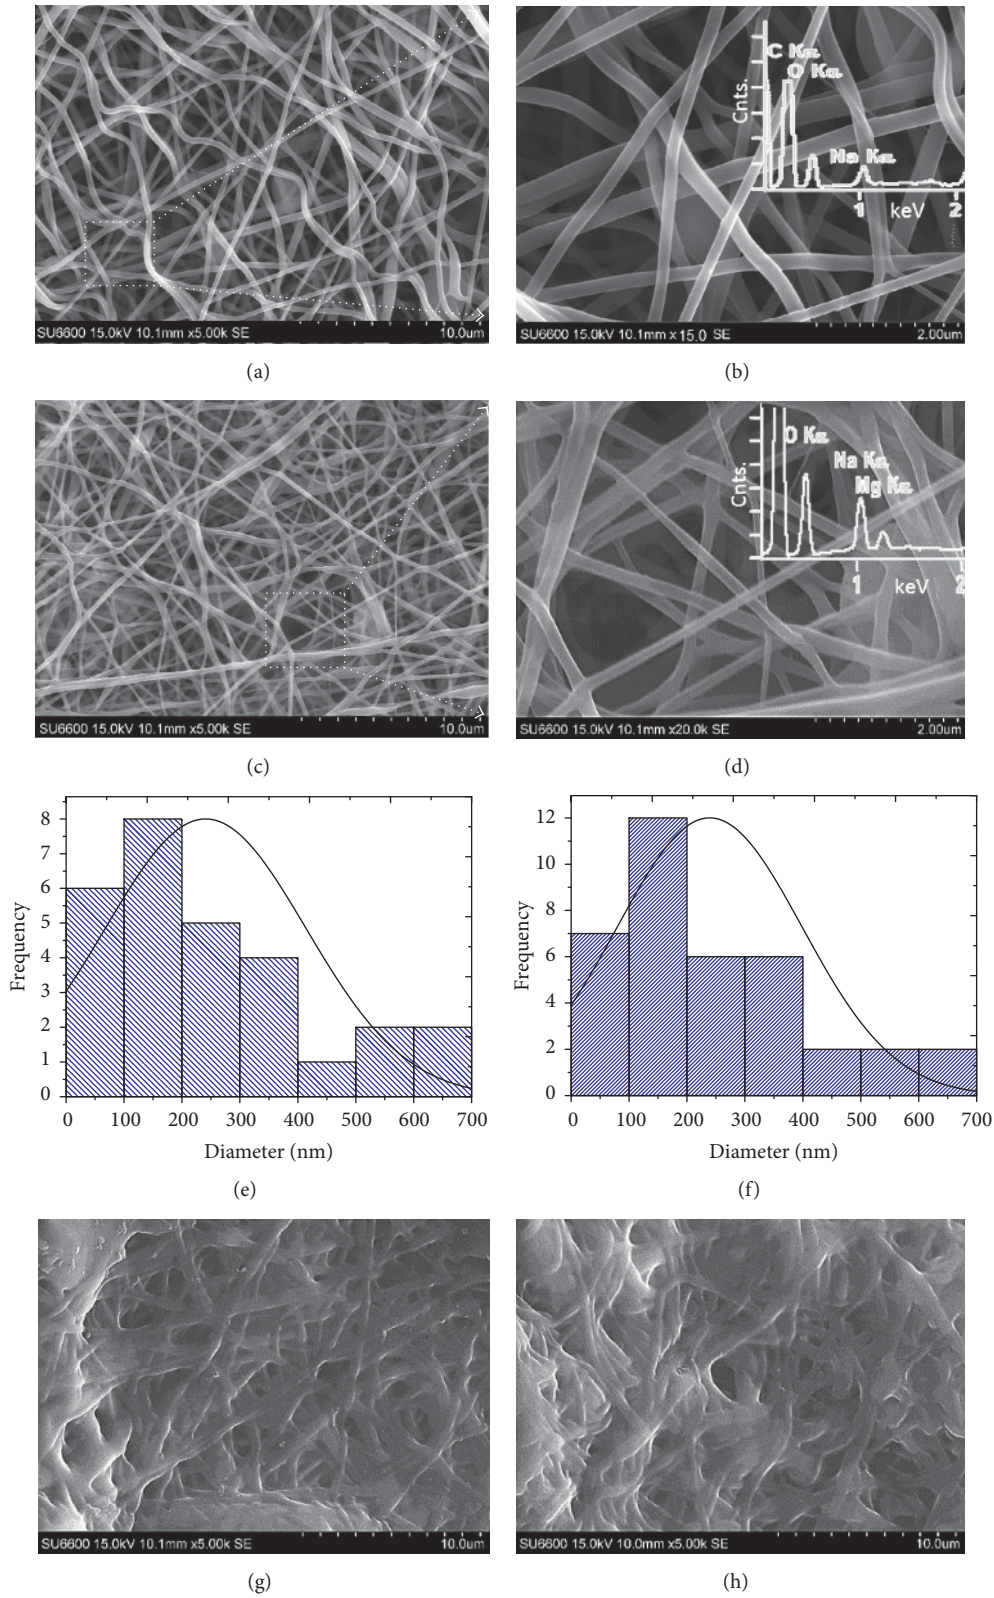 C Kα
O Kα
Cnts.
Na Kα
1 keV 2
SU6600 15.0kV 10.1mm x5.00k SE 10.0um
SU6600 15.0kV 10.1mm x15.0 SE 2.00um
(a)
(b)
O Kα
Na Kα
Mg Kα
Cnts.
1 keV 2
SU6600 15.0kV 10.1mm x5.00k SE 10.0um
SU6600 15.0kV 10.1mm x20.0k SE 2.00um
(c)
(d)
8
7
6
5
4
3
2
1
0
Frequency
0 100 200 300 400 500 600 700
Diameter (nm)
(e)
12
10
8
6
4
2
0
Frequency
0 100 200 300 400 500 600 700
Diameter (nm)
(f)
SU6600 15.0kV 10.1mm x5.00k SE 10.0um
SU6600 15.0kV 10.0mm x5.00k SE 10.0um
(g)
(h)